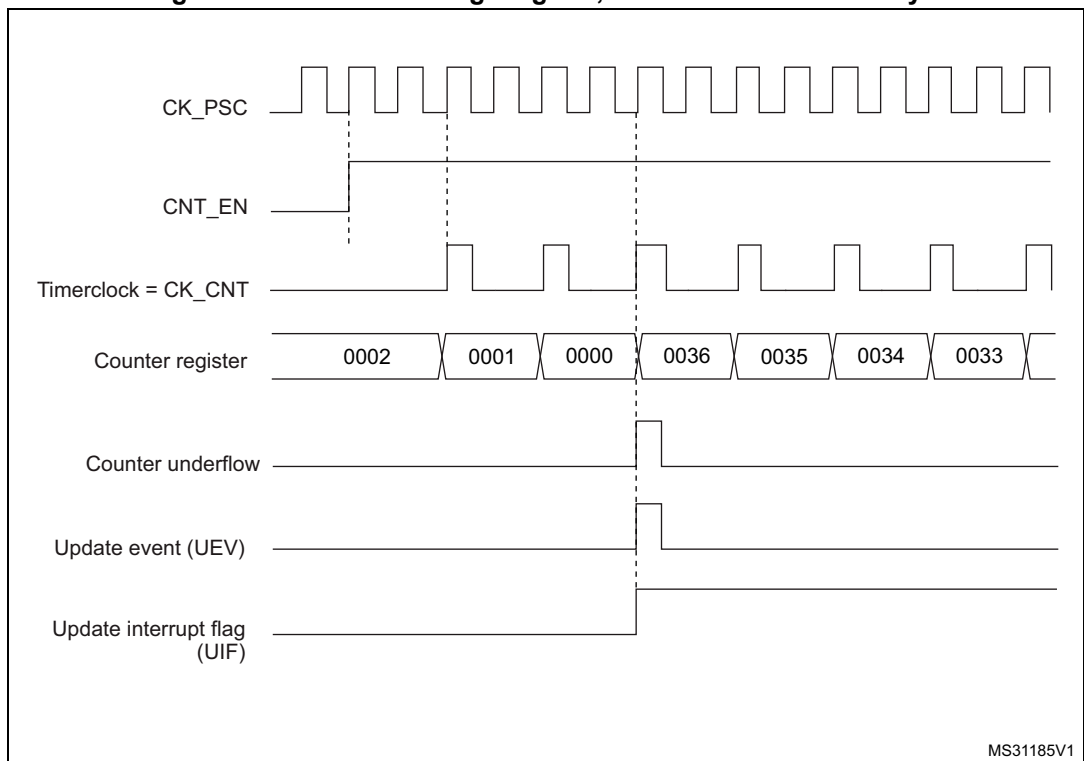 CK_PSC
CNT_EN
Timerclock = CK_CNT
Counter register
0002 0001 0000 0036 0035 0034 0033
Counter underflow
Update event (UEV)
Update interrupt flag
(UIF)
MS31185V1